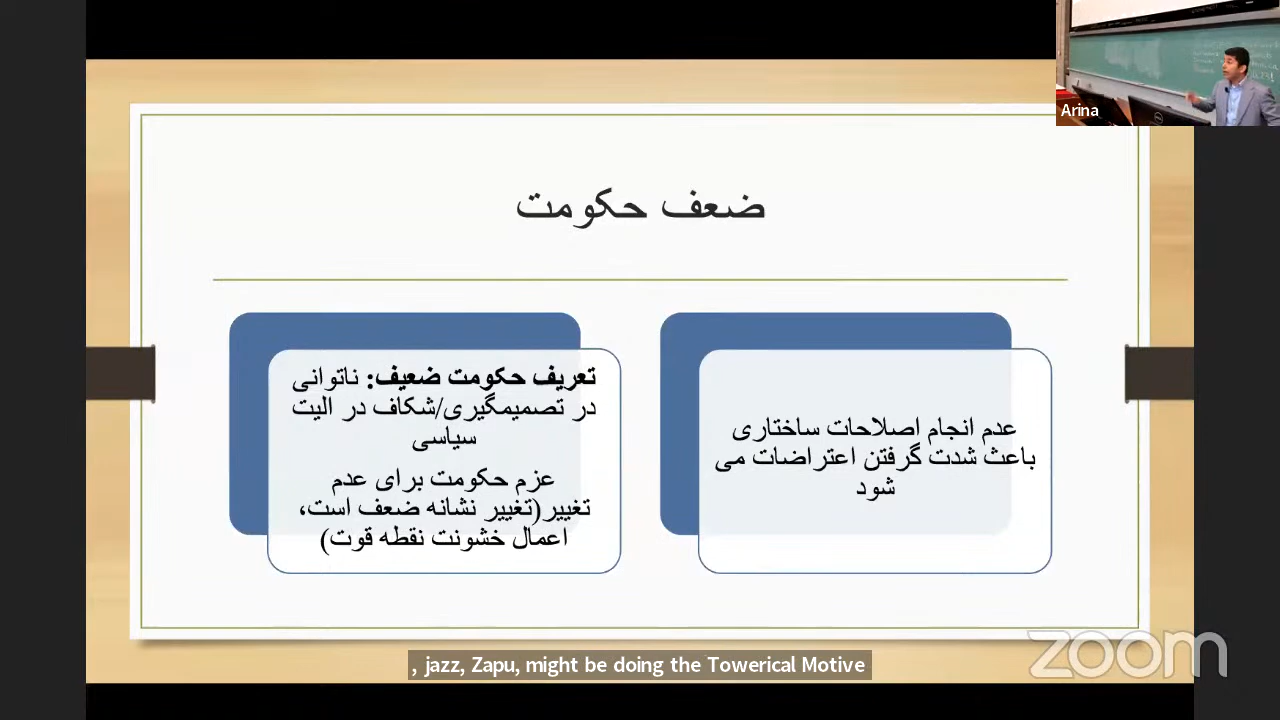 Arina
ضعف حکومت
عدم انجام اصلاحات ساختاری
باعث شدت گرفتن اعتراضات می
شود
تعریف حکومت ضعیف: ناتوانی
در تصمیمگیری/شکاف در الیت
سیاسی
عزم حکومت برای عدم
تغییر(تغییر نشانه ضعف است،
اعمال خشونت نقطه قوت)
, jazz, Zapu, might be doing the Towerical Motive
zoom